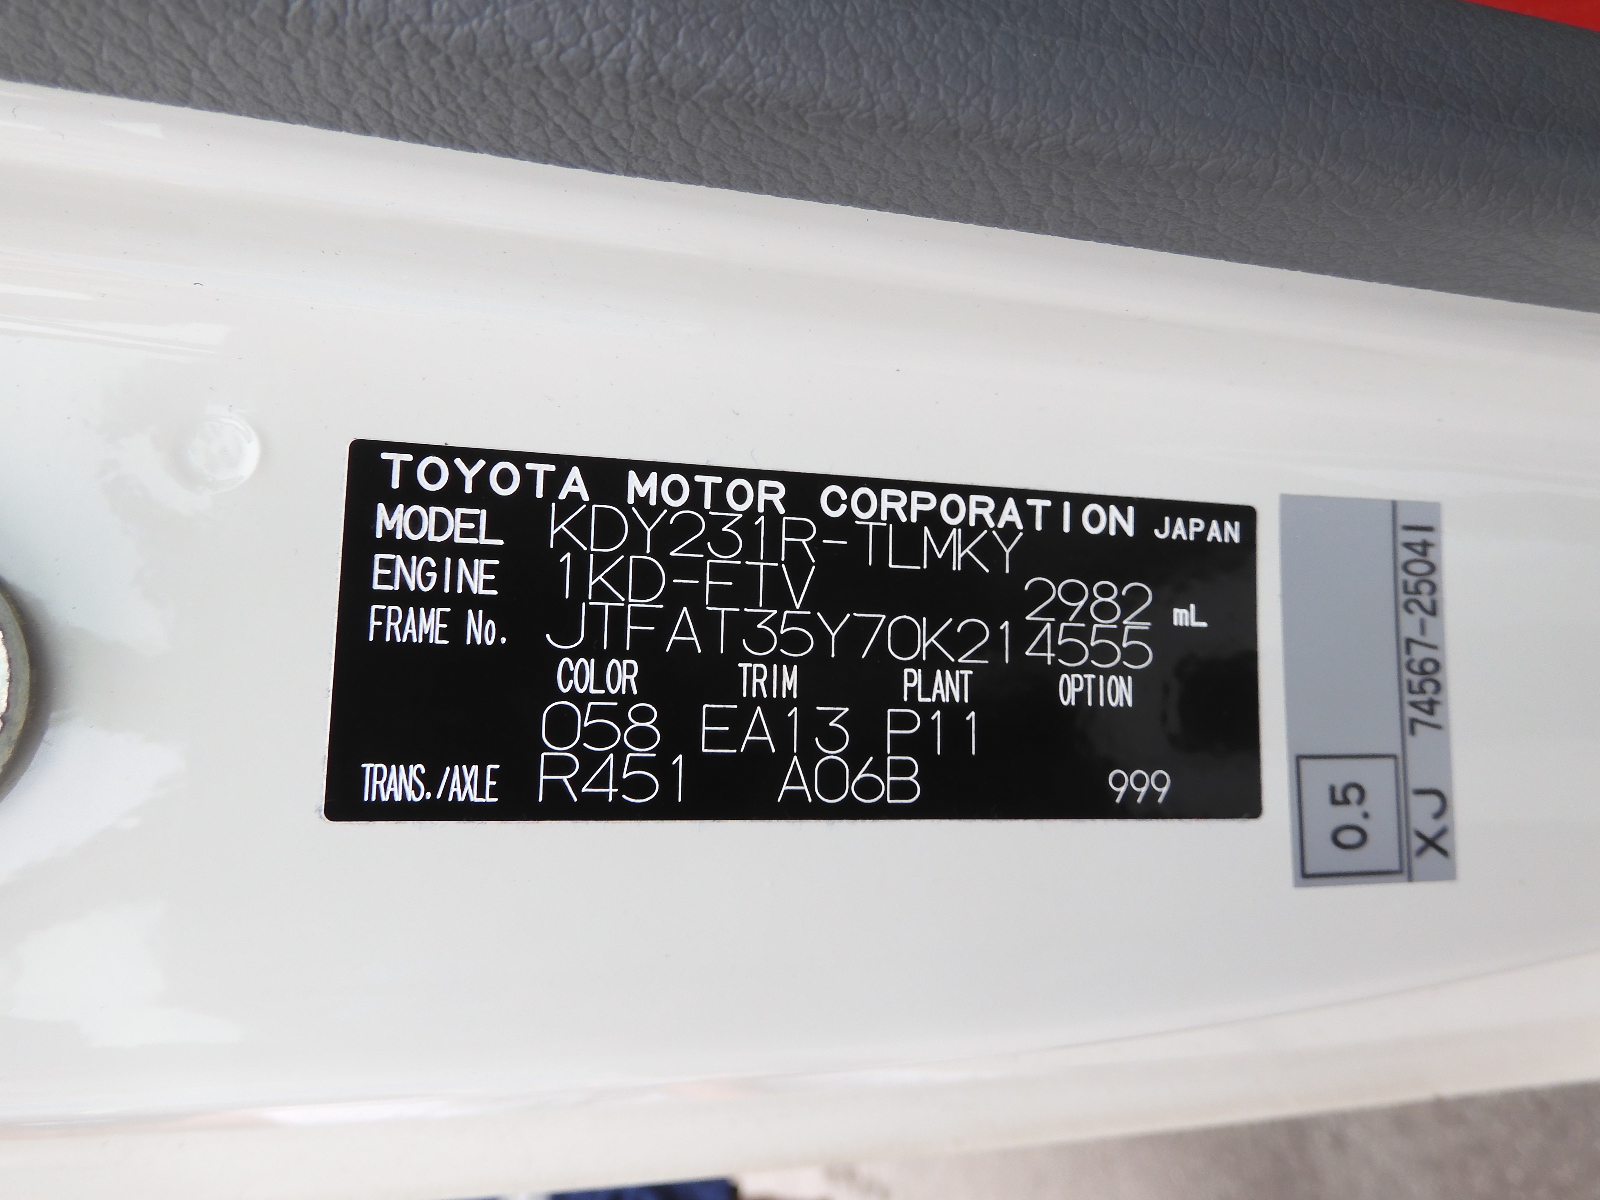 TOYOTA MOTOR CORPORATION JAPAN
MODEL KDY231R-TLMKY
ENGINE 1KD-FTV 2982 mL
FRAME No. JTFAT35Y70K214555
COLOR TRIM PLANT OPTION
058 EA13 P11
TRANS./AXLE R451 A06B 999
0.5
XJ 74567-25041